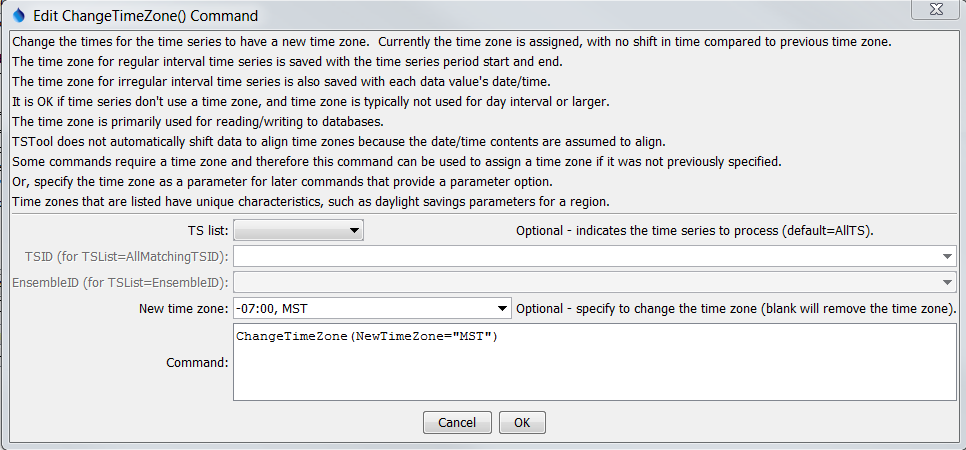 Edit ChangeTimeZone() Command
Change the times for the time series to have a new time zone.  Currently the time zone is assigned, with no shift in time compared to previous time zone.
The time zone for regular interval time series is saved with the time series period start and end.
The time zone for irregular interval time series is also saved with each data value's date/time.
It is OK if time series don't use a time zone, and time zone is typically not used for day interval or larger.
The time zone is primarily used for reading/writing to databases.
TSTool does not automatically shift data to align time zones because the date/time contents are assumed to align.
Some commands require a time zone and therefore this command can be used to assign a time zone if it was not previously specified.
Or, specify the time zone as a parameter for later commands that provide a parameter option.
Time zones that are listed have unique characteristics, such as daylight savings parameters for a region.
TS list: Optional - indicates the time series to process (default=AllTS).
TSID (for TSList=AllMatchingTSID):
EnsembleID (for TSList=EnsembleID):
New time zone: -07:00, MST Optional - specify to change the time zone (blank will remove the time zone).
ChangeTimeZone(NewTimeZone="MST")
Command:
Cancel OK